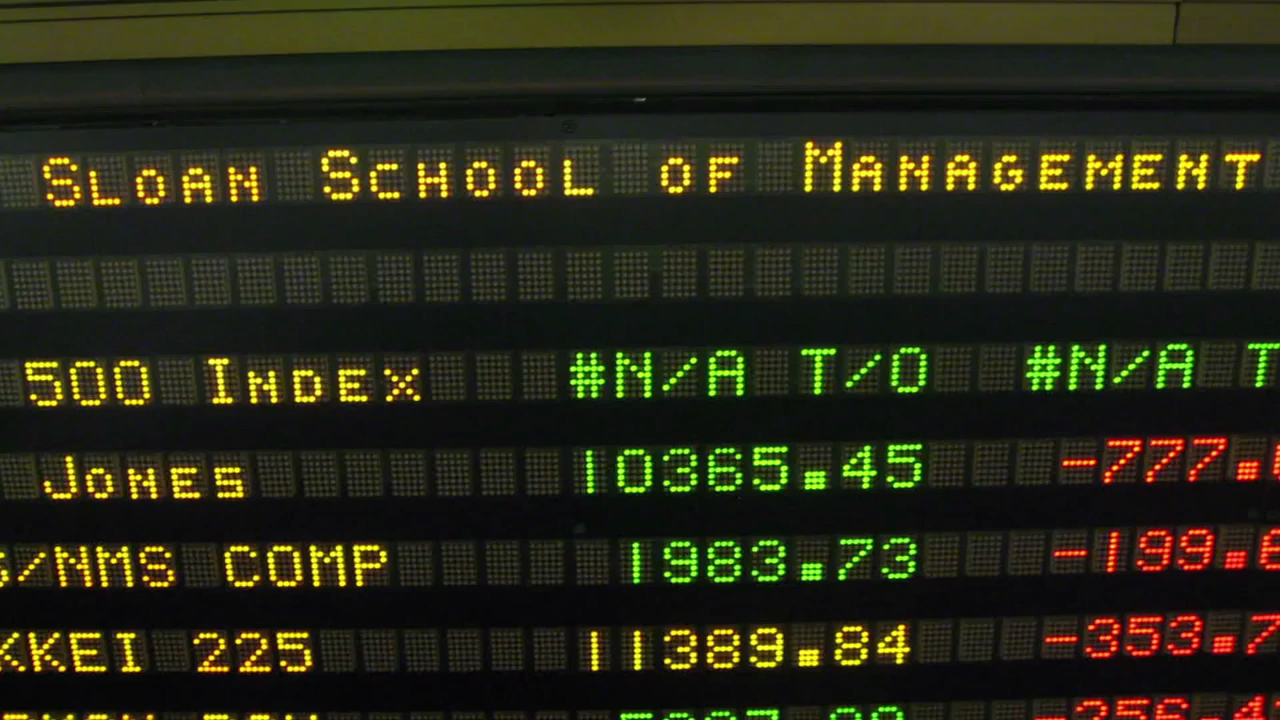 Sloan School of Management
500 Index #N/A T/O #N/A T
Jones 10365.45 -777.
/NMS COMP 1983.73 -199.
KKEI 225 11389.84 -353.7